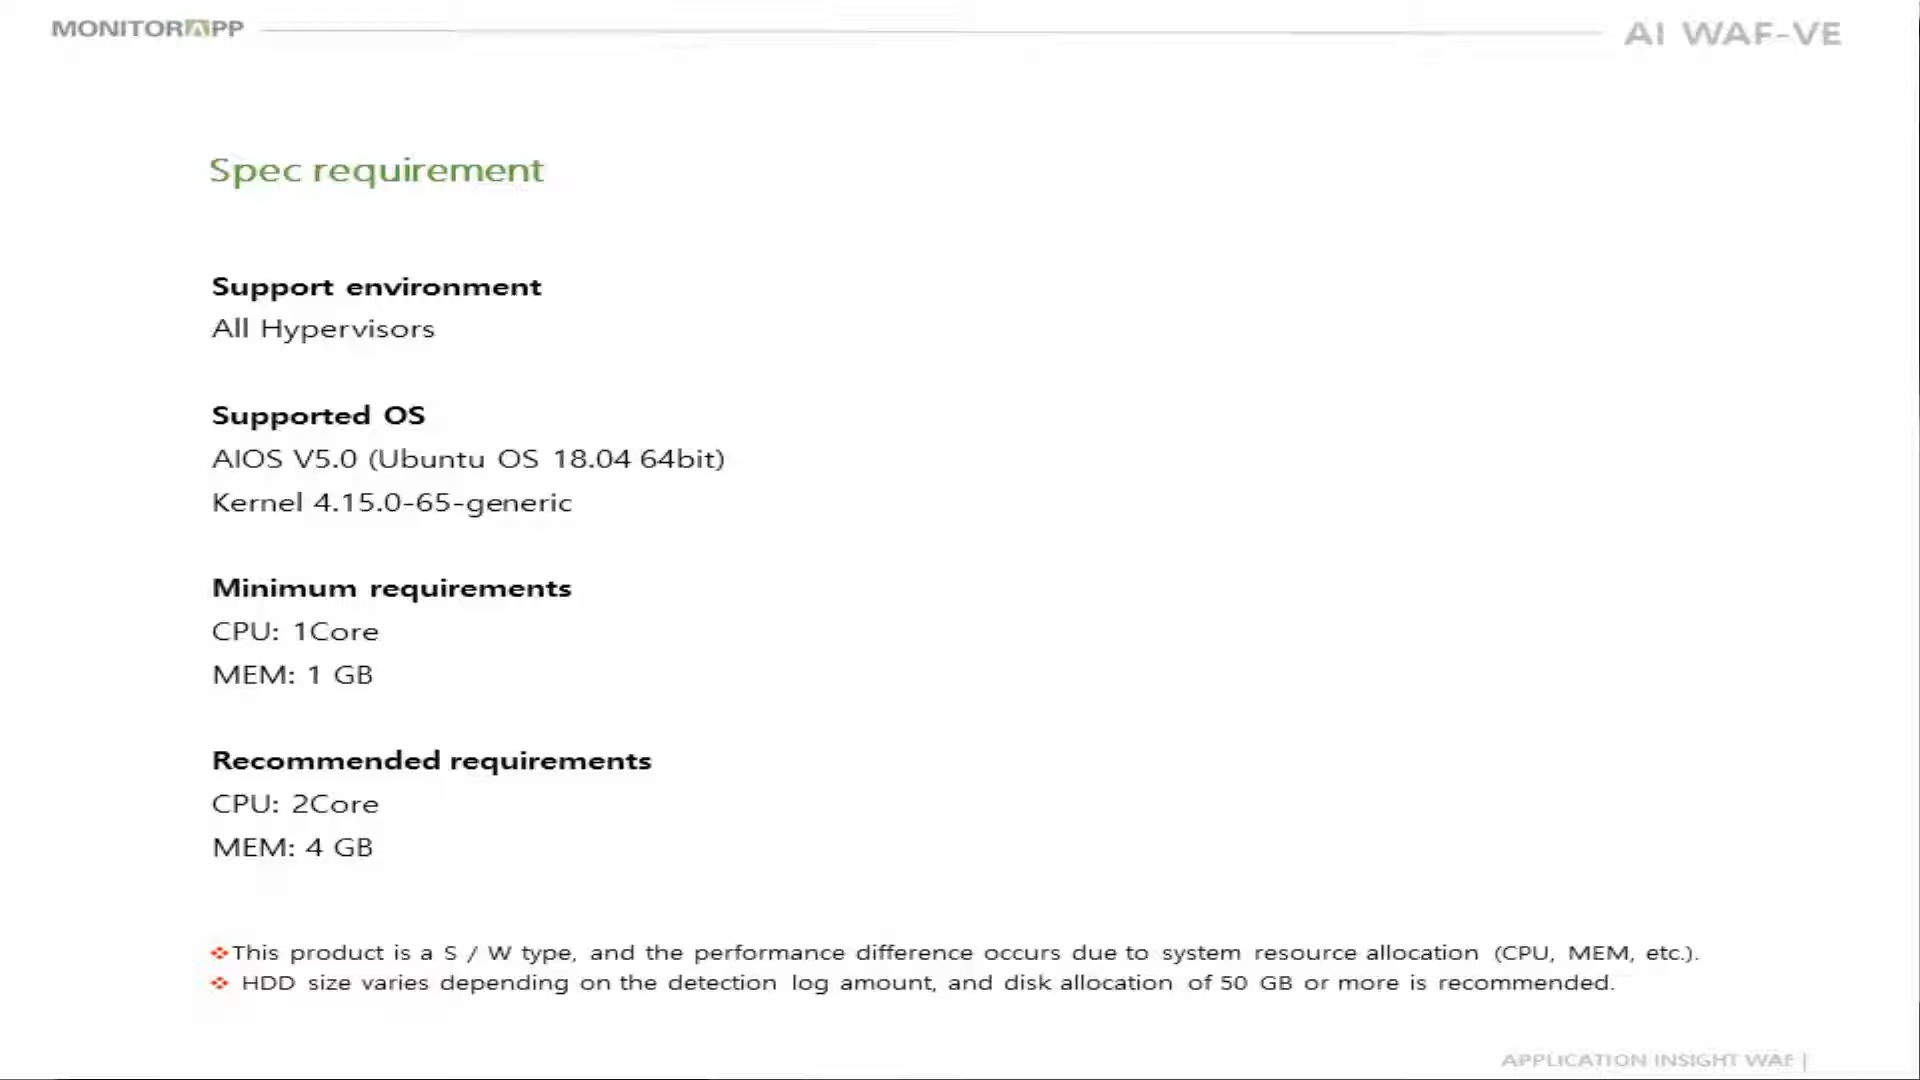 MONITORAPP
AI WAF-VE
Spec requirement
Support environment
All Hypervisors
Supported OS
AIOS V5.0 (Ubuntu OS 18.04 64bit)
Kernel 4.15.0-65-generic
Minimum requirements
CPU: 1Core
MEM: 1 GB
Recommended requirements
CPU: 2Core
MEM: 4 GB
❖This product is a S / W type, and the performance difference occurs due to system resource allocation (CPU, MEM, etc.).
❖ HDD size varies depending on the detection log amount, and disk allocation of 50 GB or more is recommended.
APPLICATION INSIGHT WAF |